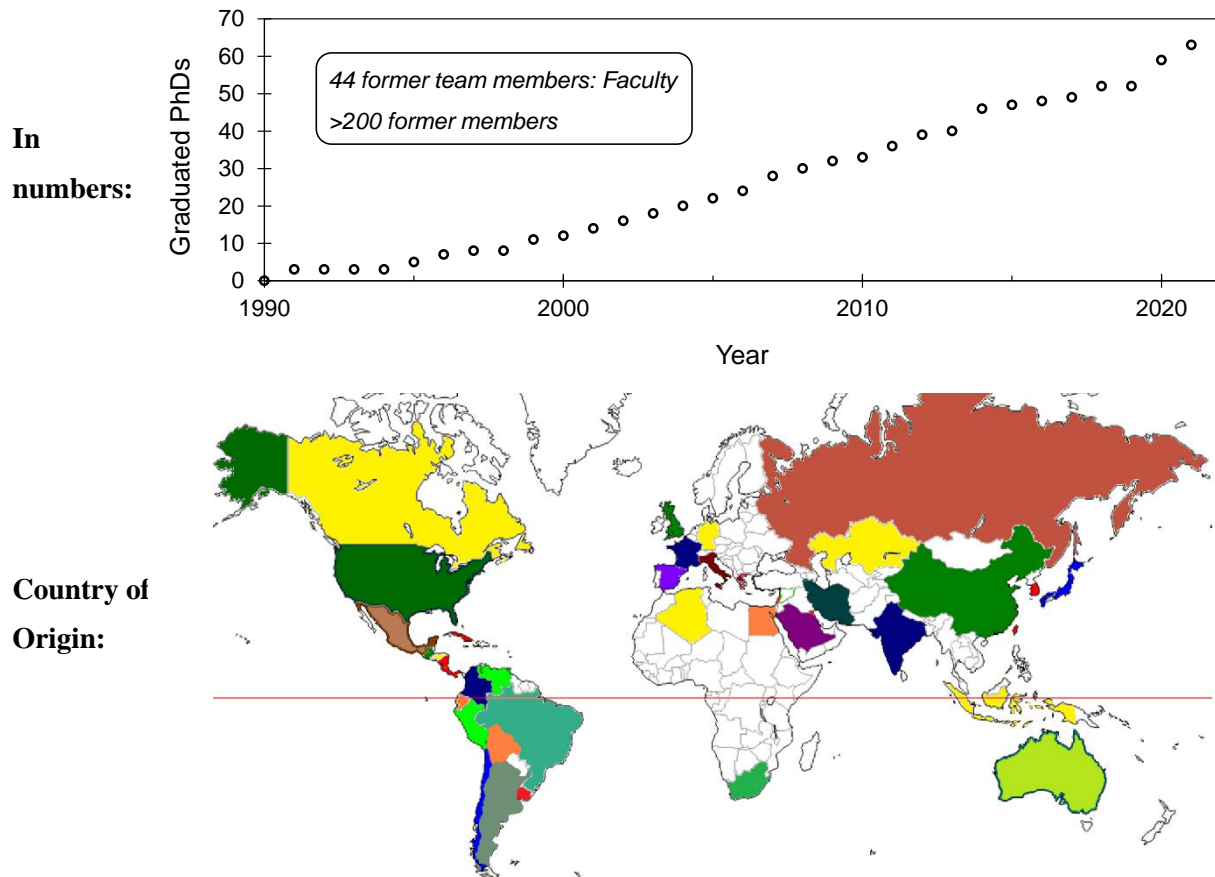 In
numbers:
Graduated PhDs
70
60
50
40
30
20
10
0
44 former team members: Faculty
>200 former members
1990
2000
2010
2020
Year
Country of
Origin: